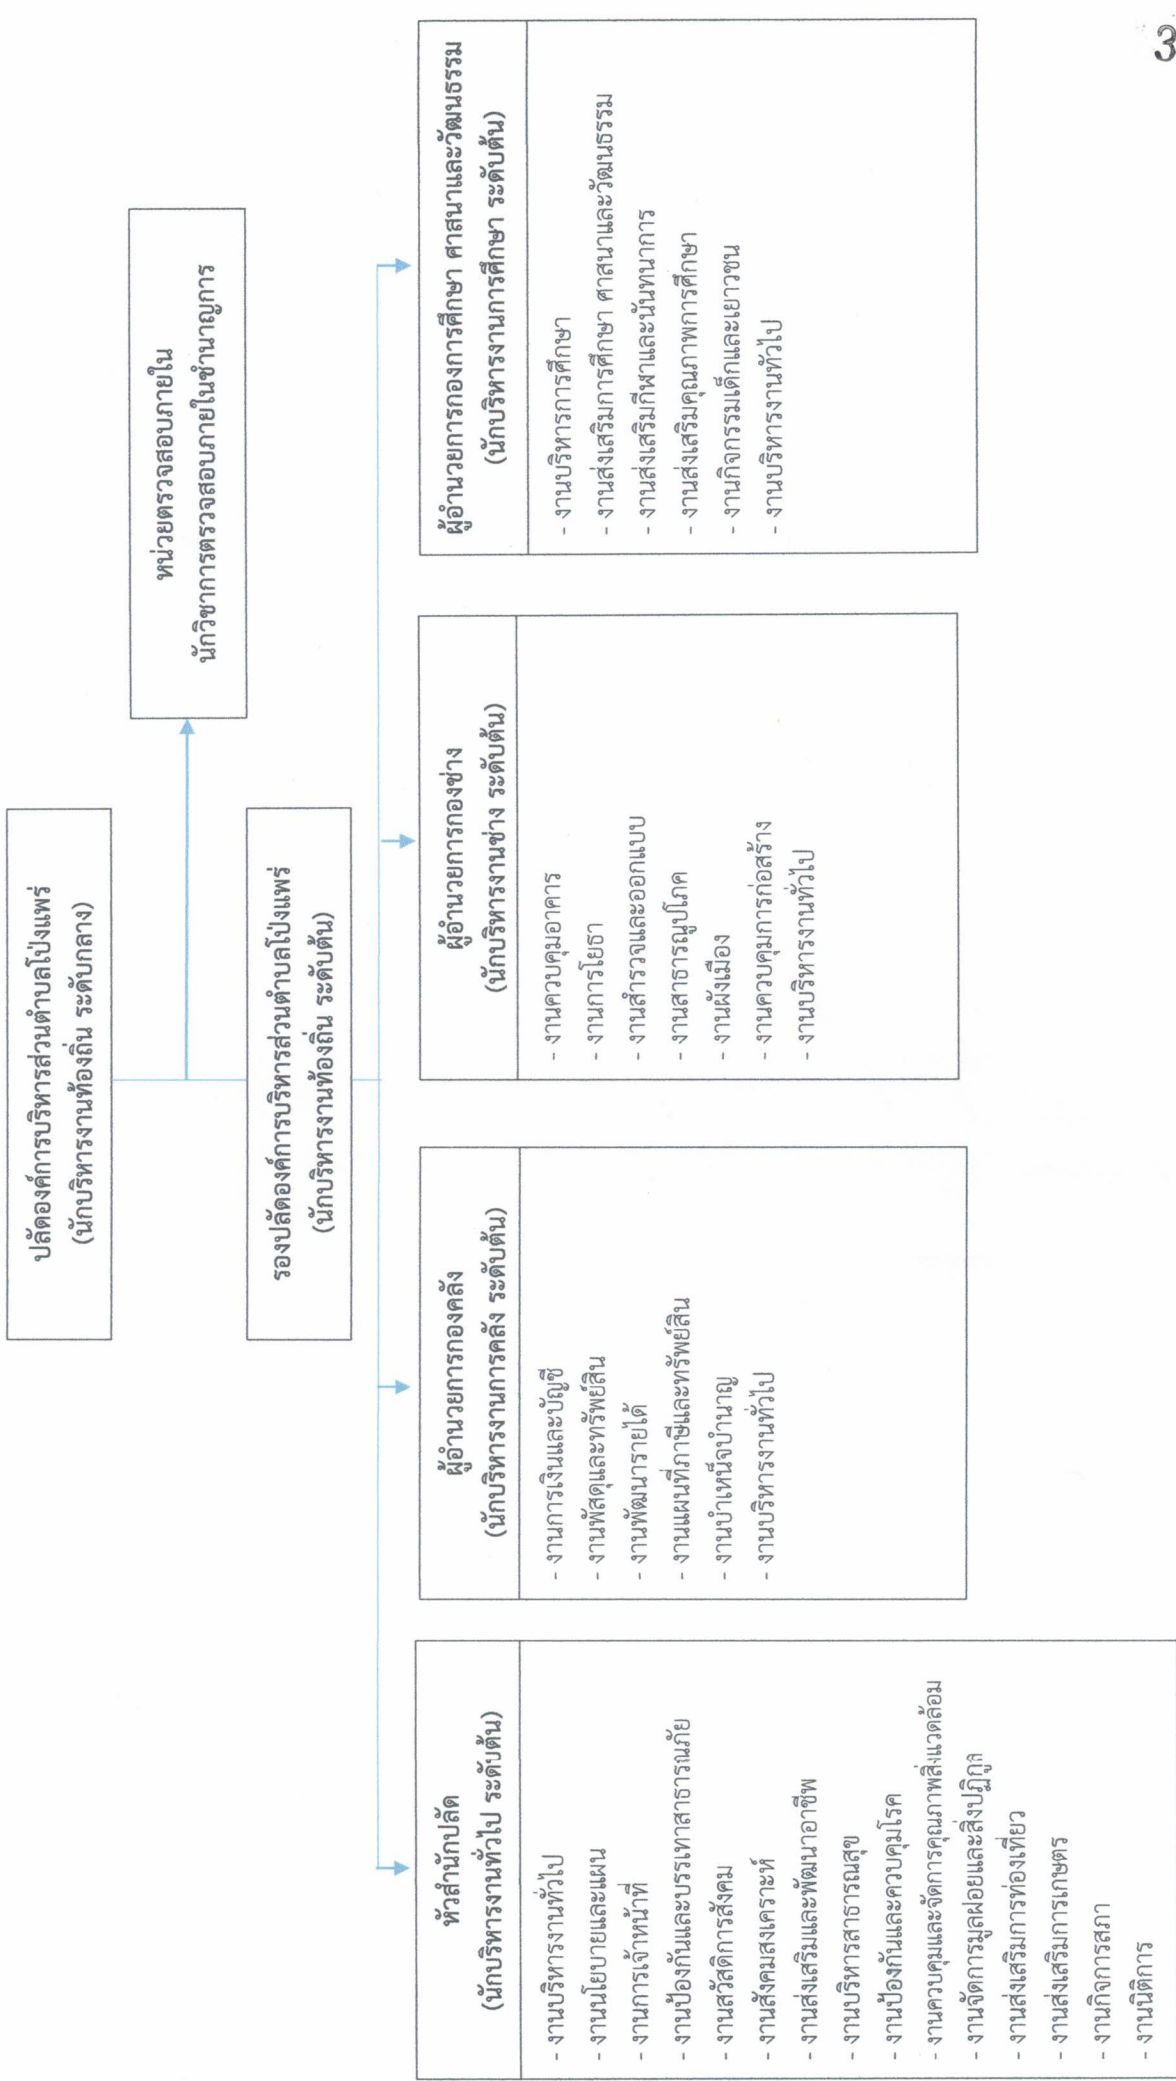 ปลัดองค์การบริหารส่วนตำบลโป่งแพร่
(นักบริหารงานท้องถิ่น ระดับกลาง)
หน่วยตรวจสอบภายใน
นักวิชาการตรวจสอบภายในชำนาญการ
รองปลัดองค์การบริหารส่วนตำบลโป่งแพร่
(นักบริหารงานท้องถิ่น ระดับต้น)
หัวสำนักปลัด
(นักบริหารงานทั่วไป ระดับต้น)
- งานบริหารงานทั่วไป
- งานนโยบายและแผน
- งานการเจ้าหน้าที่
- งานป้องกันและบรรเทาสาธารณภัย
- งานสวัสดิการสังคม
- งานสังคมสงเคราะห์
- งานส่งเสริมและพัฒนาอาชีพ
- งานบริหารสาธารณสุข
- งานป้องกันและควบคุมโรค
- งานควบคุมและจัดการคุณภาพสิ่งแวดล้อม
- งานจัดการมูลฝอยและสิ่งปฏิกูล
- งานส่งเสริมการท่องเที่ยว
- งานส่งเสริมการเกษตร
- งานกิจการสภา
- งานนิติการ
ผู้อำนวยการกองคลัง
(นักบริหารงานการคลัง ระดับต้น)
- งานการเงินและบัญชี
- งานพัสดุและทรัพย์สิน
- งานพัฒนารายได้
- งานแผนที่ภาษีและทรัพย์สิน
- งานบำเหน็จบำนาญ
- งานบริหารงานทั่วไป
ผู้อำนวยการกองช่าง
(นักบริหารงานช่าง ระดับต้น)
- งานควบคุมอาคาร
- งานการโยธา
- งานสำรวจและออกแบบ
- งานสาธารณูปโภค
- งานผังเมือง
- งานควบคุมการก่อสร้าง
- งานบริหารงานทั่วไป
ผู้อำนวยการกองการศึกษา ศาสนาและวัฒนธรรม
(นักบริหารงานการศึกษา ระดับต้น)
- งานบริหารการศึกษา
- งานส่งเสริมการศึกษา ศาสนาและวัฒนธรรม
- งานส่งเสริมกีฬาและนันทนาการ
- งานส่งเสริมคุณภาพการศึกษา
- งานกิจกรรมเด็กและเยาวชน
- งานบริหารงานทั่วไป